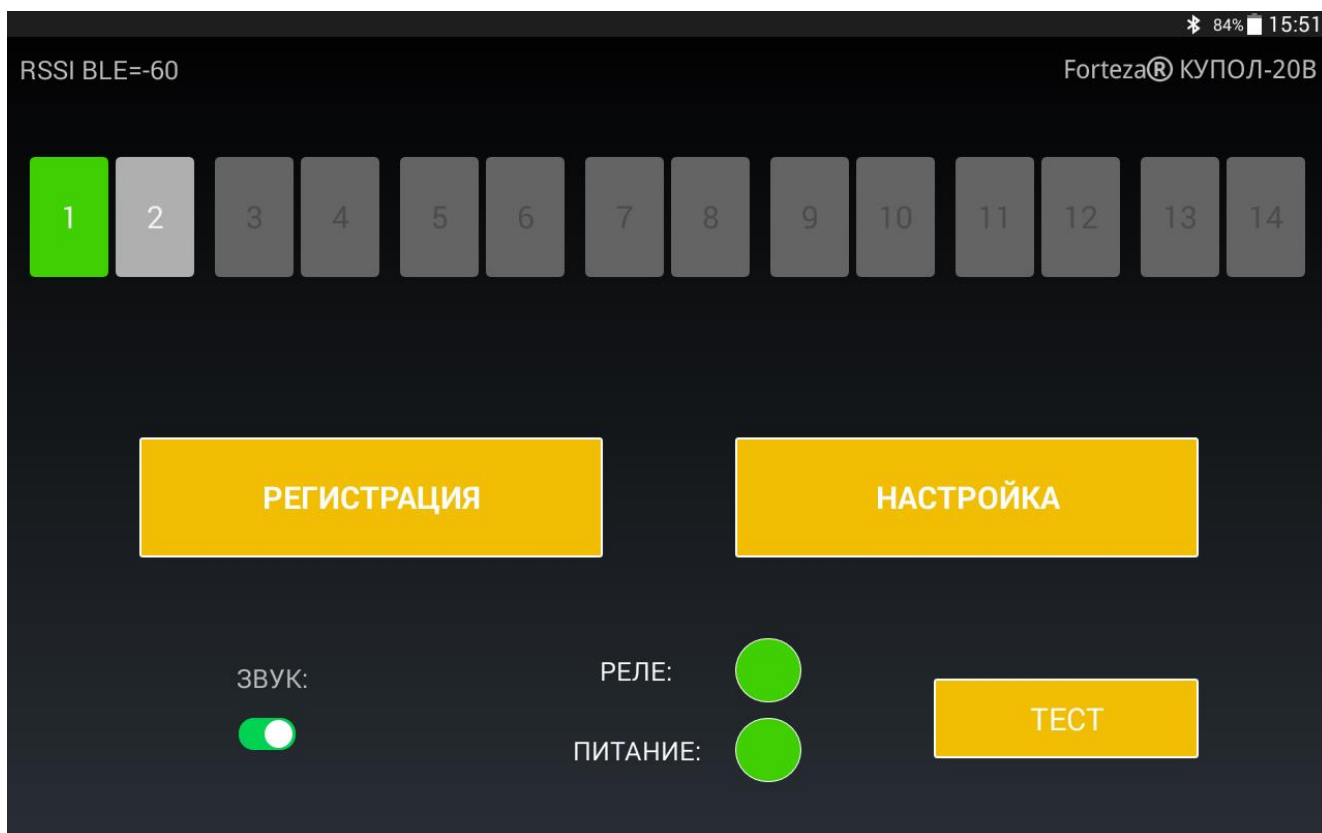 84% 15:51
RSSI BLE=-60
Forteza® КУПОЛ-20В
1 2 3 4 5 6 7 8 9 10 11 12 13 14
РЕГИСТРАЦИЯ
НАСТРОЙКА
ЗВУК:
РЕЛЕ:
ТЕСТ
ПИТАНИЕ: